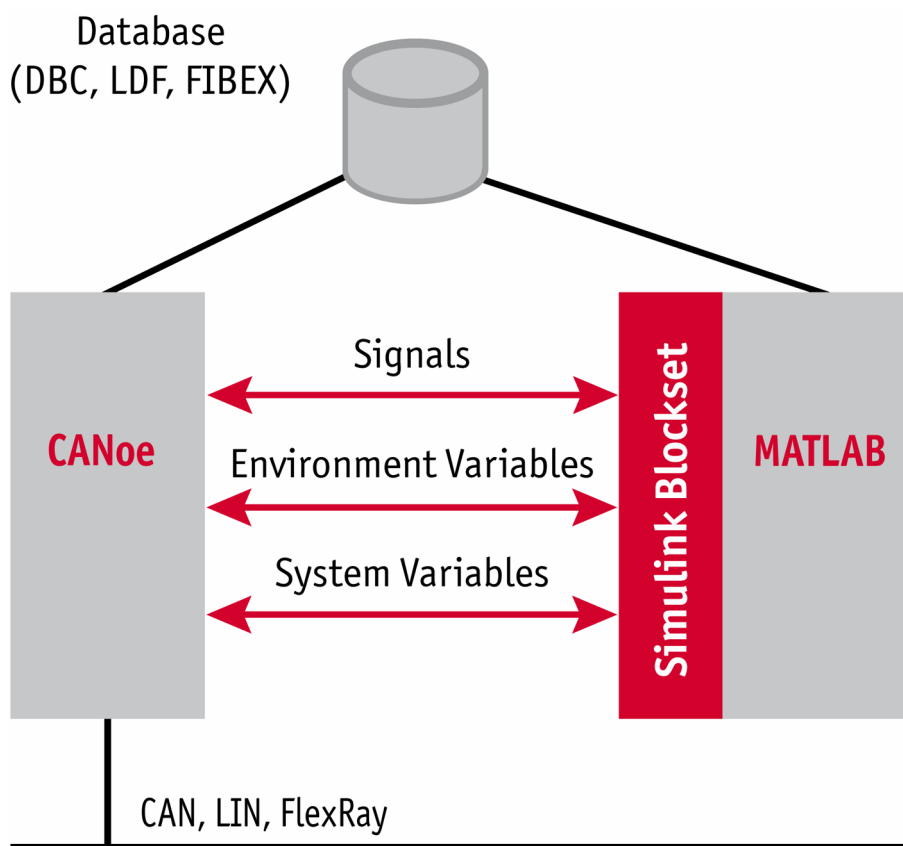 Database
(DBC, LDF, FIBEX)
Signals
CANoe
Environment Variables
System Variables
Simulink Blockset
MATLAB
CAN, LIN, FlexRay